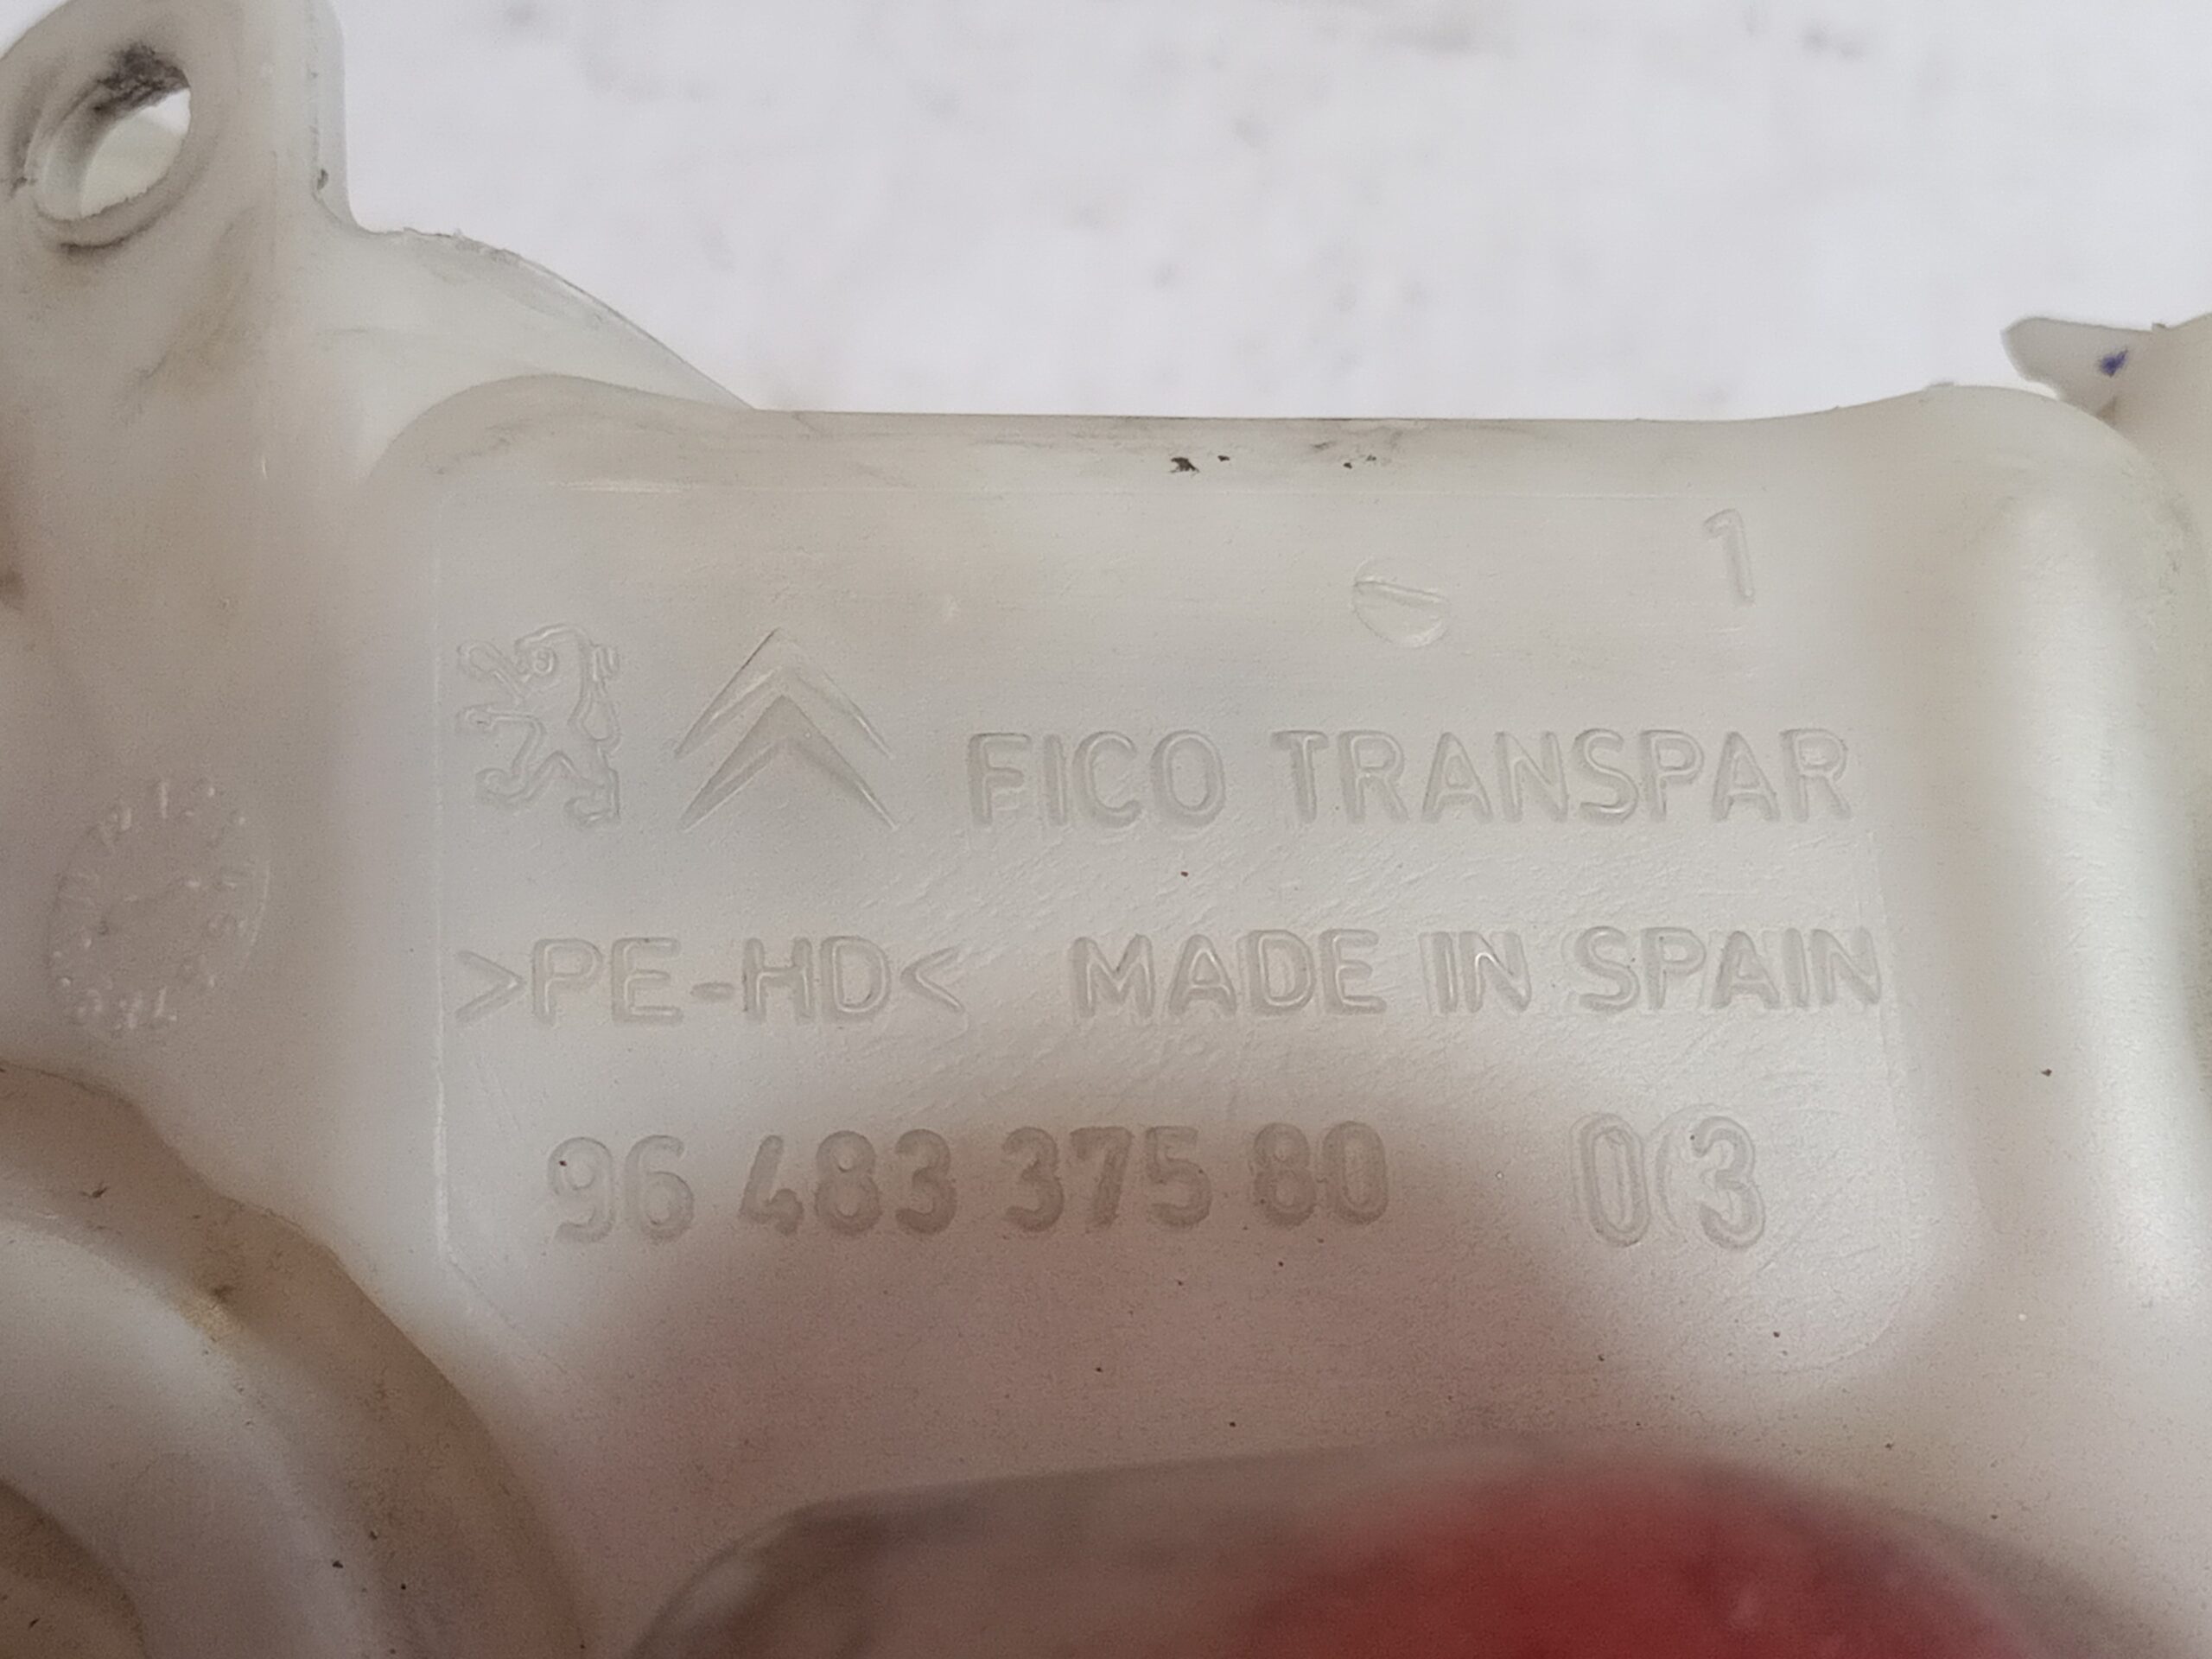 1
FICO TRANSPAR
>PE-HD< MADE IN SPAIN
96 483 375 80 03